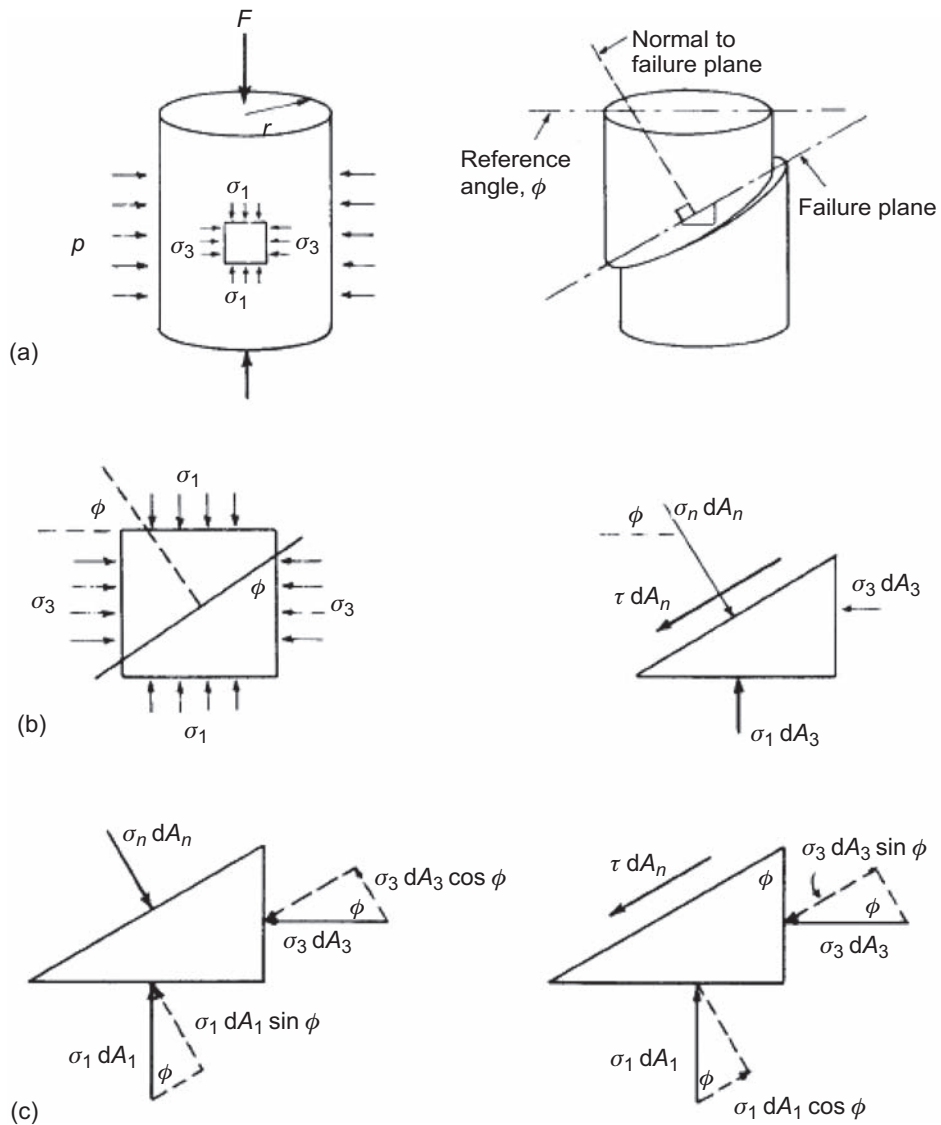 F
r
σ1
p
σ3
σ3
σ1
(a)
Normal to
failure plane
Reference
angle, ϕ
Failure plane
σ1
ϕ
ϕ
σ3
σ3
σ1
(b)
ϕ
σn dAn
τ dAn
σ3 dA3
σ1 dA3
σn dAn
σ3 dA3 cos ϕ
ϕ
σ3 dA3
σ1 dA1 sin ϕ
σ1 dA1
ϕ
(c)
τ dAn
σ3 dA3 sin ϕ
ϕ
ϕ
σ3 dA3
σ1 dA1
ϕ
σ1 dA1 cos ϕ